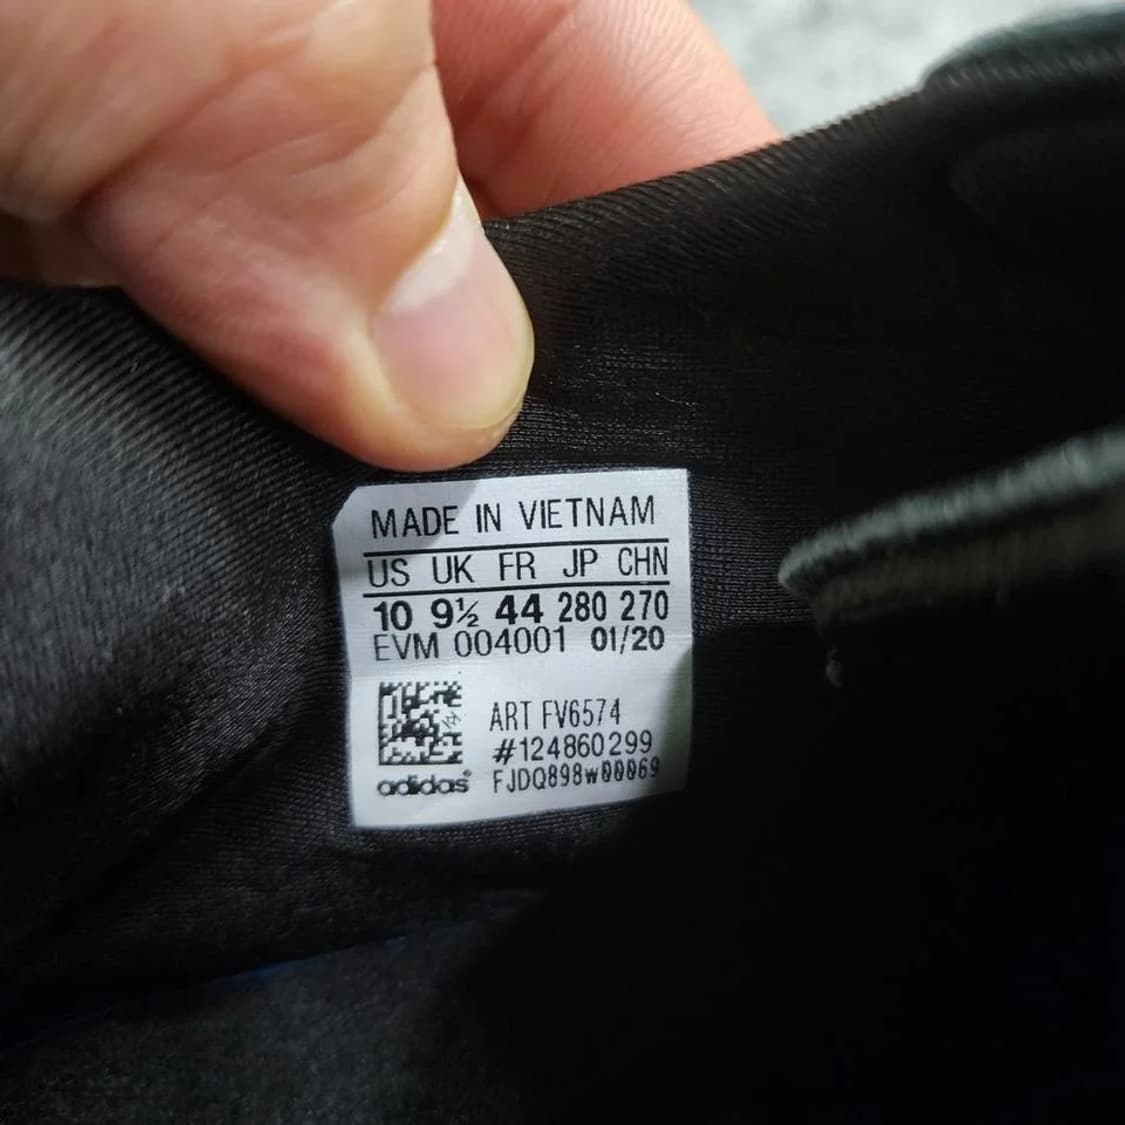 MADE IN VIETNAM
US UK FR JP CHN
10 9½ 44 280 270
EVM 004001 01/20
ART FV6574
#124860299
adidas® FJDQ898w00069